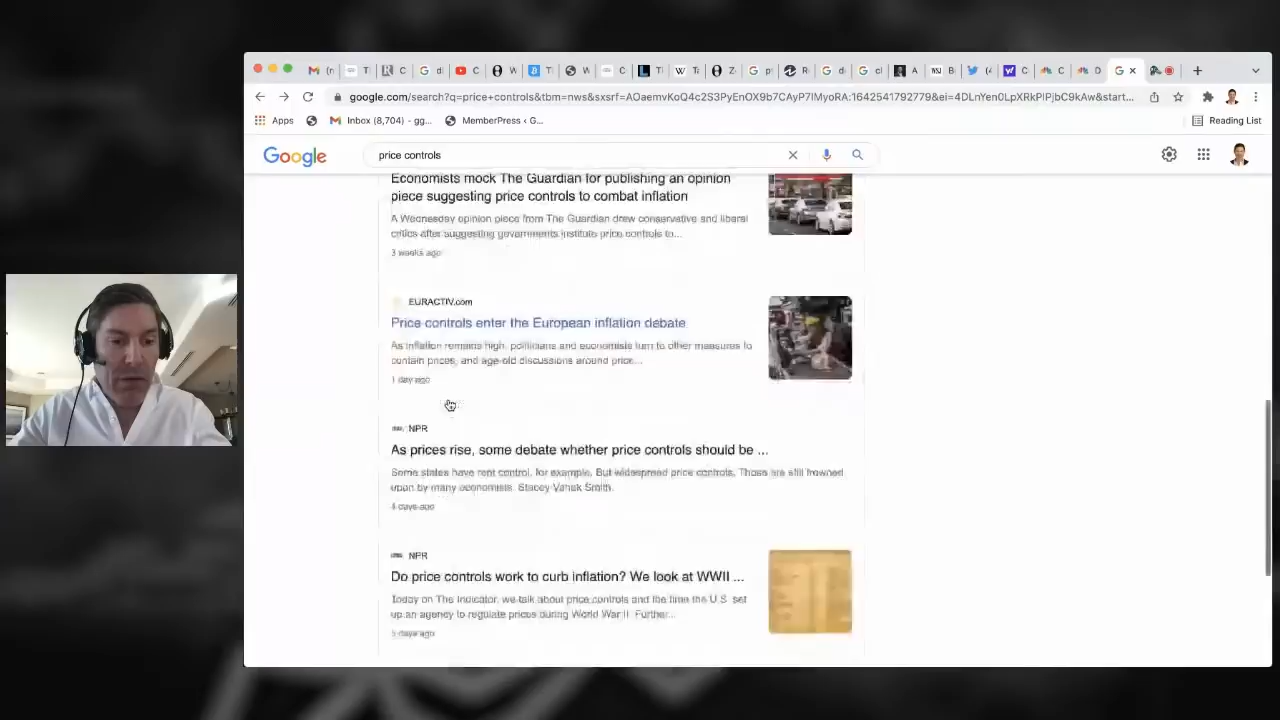 google.com/search?q=price+controls&tbm=nws&sxsrf=AOaemvKoQ4c2S3PyEnOX9b7CAyP7lMyoRA:1642541792779&ei=4DLnYen0LpXRkPIPjbC9kAw&start...
Apps
Inbox (8,704) - gg...
MemberPress ‹ G...
Reading List
Google
price controls
Economists mock The Guardian for publishing an opinion
piece suggesting price controls to combat inflation
A Wednesday opinion piece from The Guardian drew conservative and liberal
critics after suggesting governments institute price controls to...
3 weeks ago
EURACTIV.com
Price controls enter the European inflation debate
As inflation remains high, politicians and economists turn to other measures to
contain prices, and age-old discussions around price...
1 day ago
NPR
As prices rise, some debate whether price controls should be ...
Some states have rent control, for example. But widespread price controls, Those are still frowned
upon by many economists. Stacey Vanek Smith.
4 days ago
NPR
Do price controls work to curb inflation? We look at WWII ...
Today on The Indicator, we talk about price controls and the time the U.S. set
up an agency to regulate prices during World War II. Further...
5 days ago